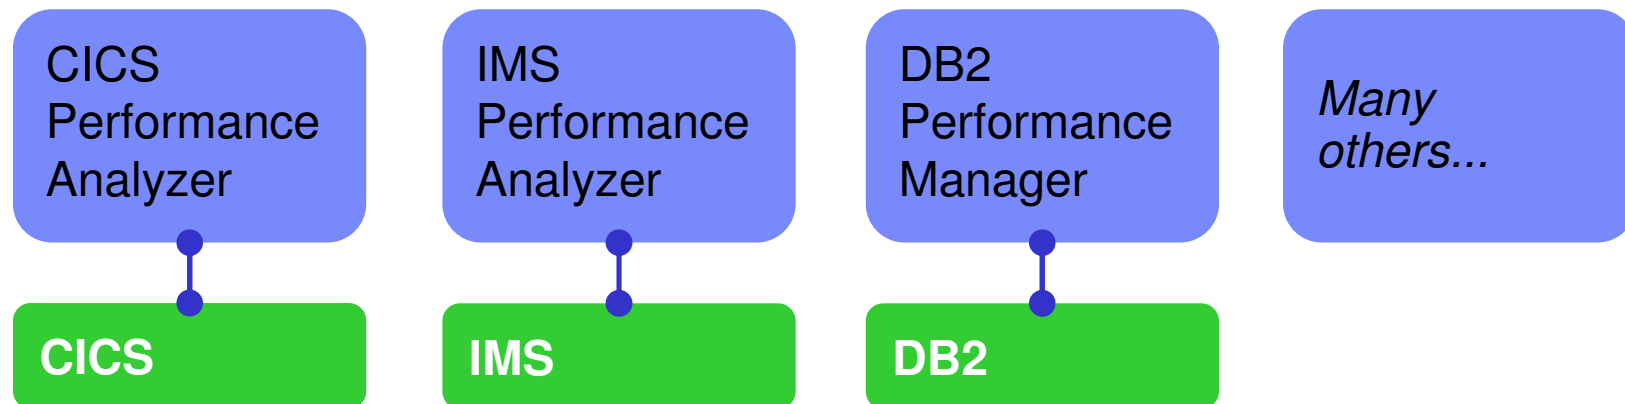 CICS
Performance
Analyzer
IMS
Performance
Analyzer
DB2
Performance
Manager
Many
others...
CICS
IMS
DB2